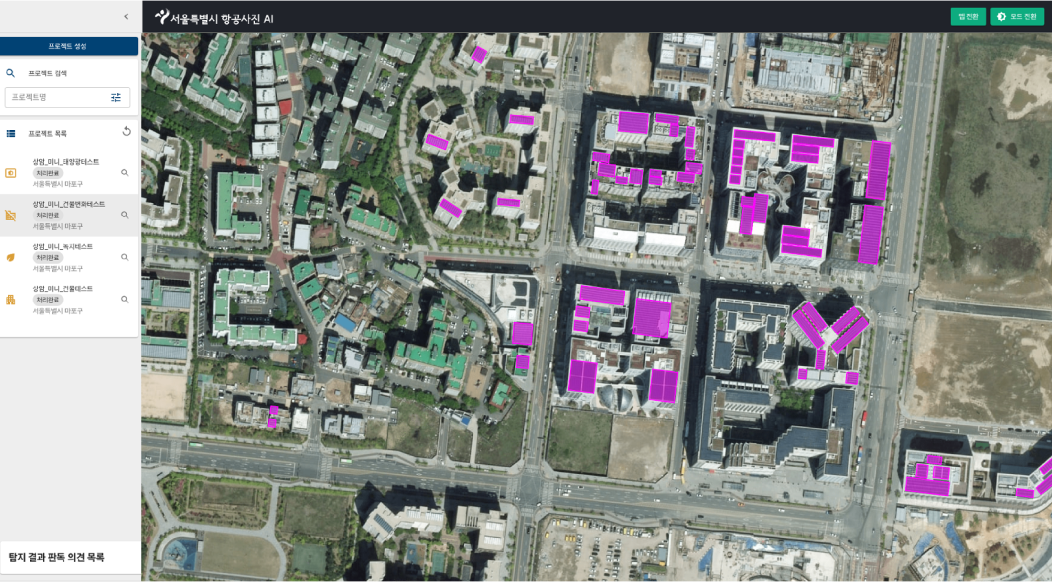 서울특별시 항공사진 AI
맵 전환
모드 전환
프로젝트 생성
프로젝트 검색
프로젝트명
프로젝트 목록
상암_미니_태양광테스트
처리완료
서울특별시 마포구
상암_미니_건물변화테스트
처리완료
서울특별시 마포구
상암_미니_녹지테스트
처리완료
서울특별시 마포구
상암_미니_건물테스트
처리완료
서울특별시 마포구
탐지 결과 판독 의견 목록